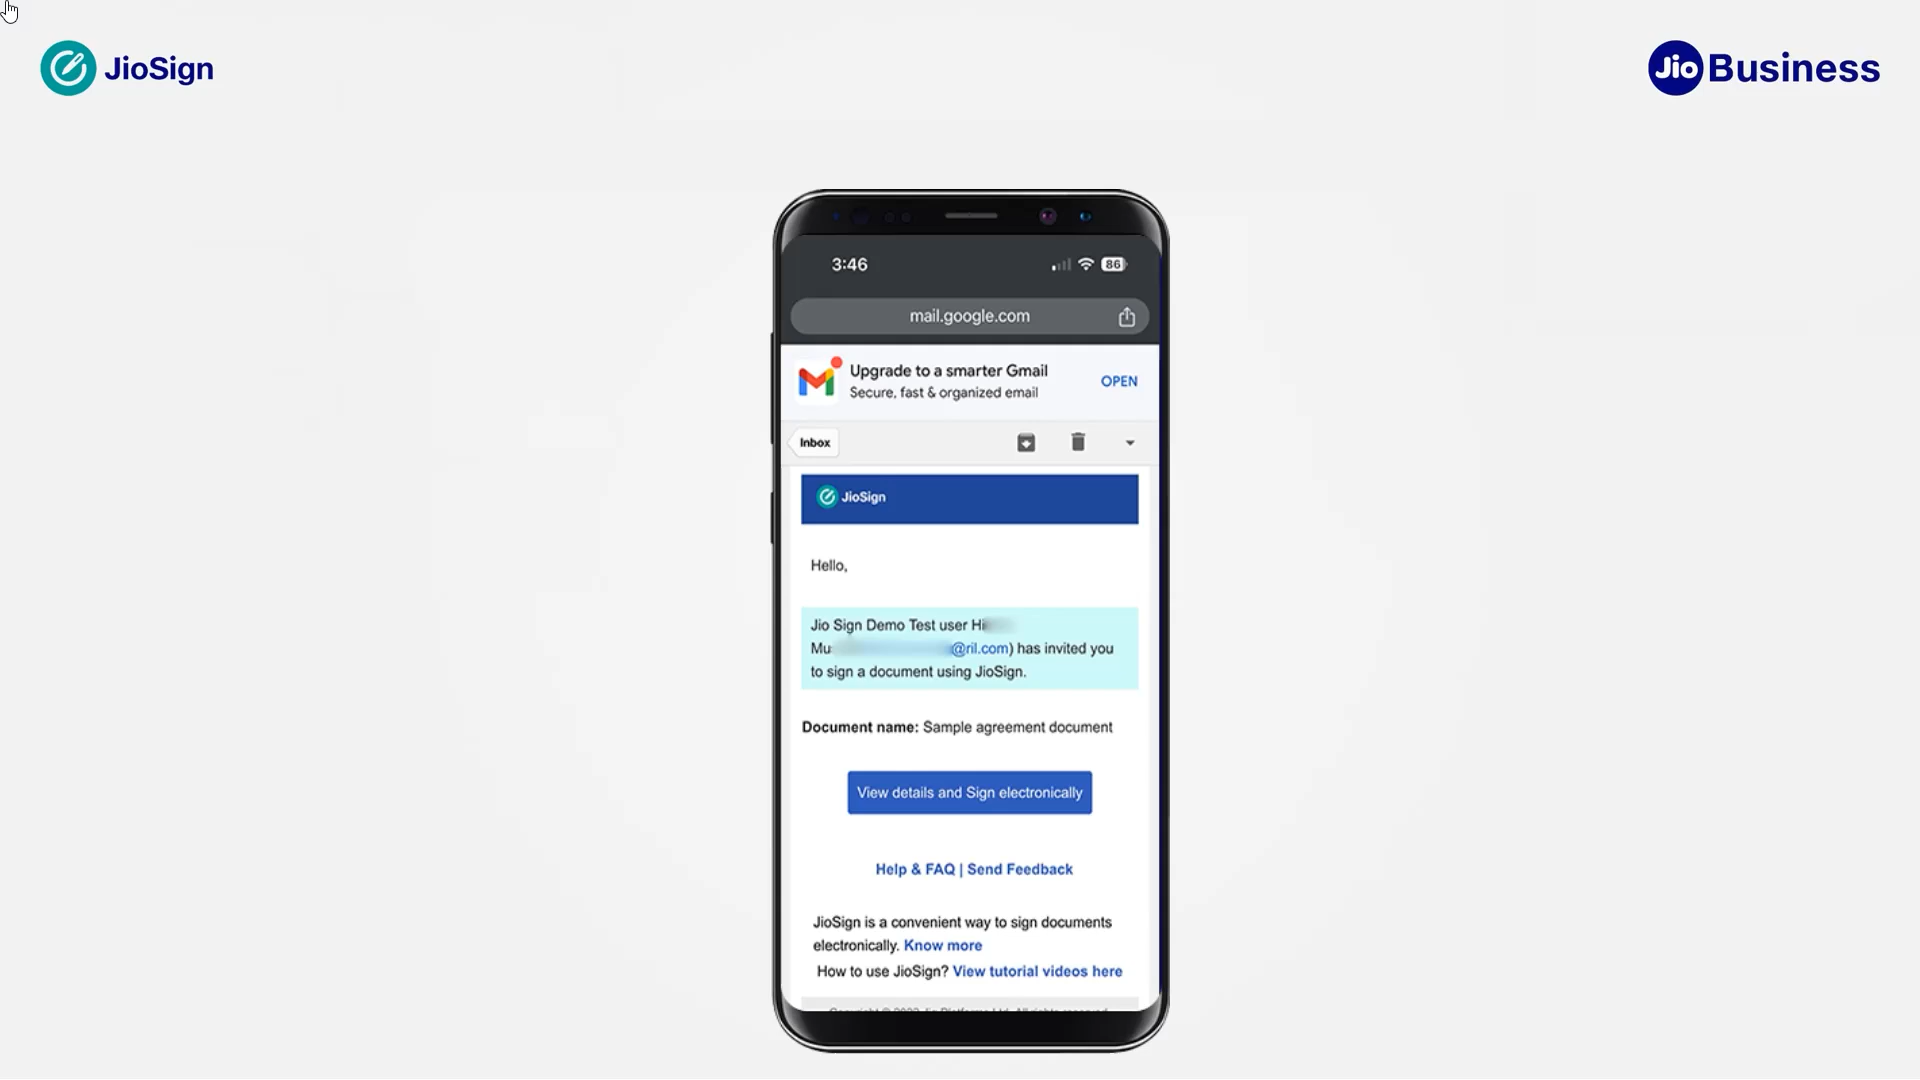 JioSign
Jio Business
3:46
86
mail.google.com
Upgrade to a smarter Gmail
Secure, fast & organized email
OPEN
Inbox
JioSign
Hello,
Jio Sign Demo Test user
@ril.com) has invited you
to sign a document using JioSign.
Document name: Sample agreement document
View details and Sign electronically
Help & FAQ | Send Feedback
JioSign is a convenient way to sign documents
electronically. Know more
How to use JioSign? View tutorial videos here